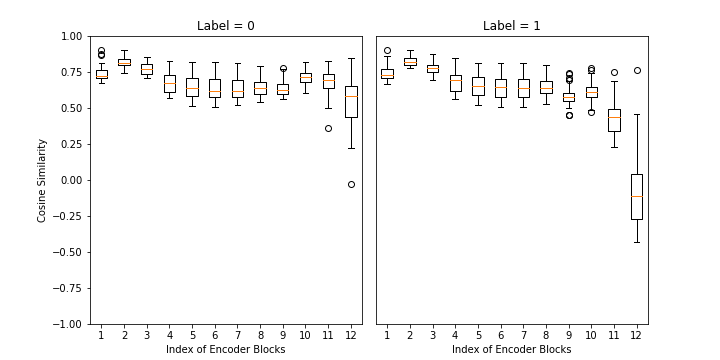 Label = 0 Label = 1
1.00
0.75
0.50
0.25
0.00
−0.25
−0.50
−0.75
−1.00
Cosine Similarity
1 2 3 4 5 6 7 8 9 10 11 12 1 2 3 4 5 6 7 8 9 10 11 12
Index of Encoder Blocks Index of Encoder Blocks